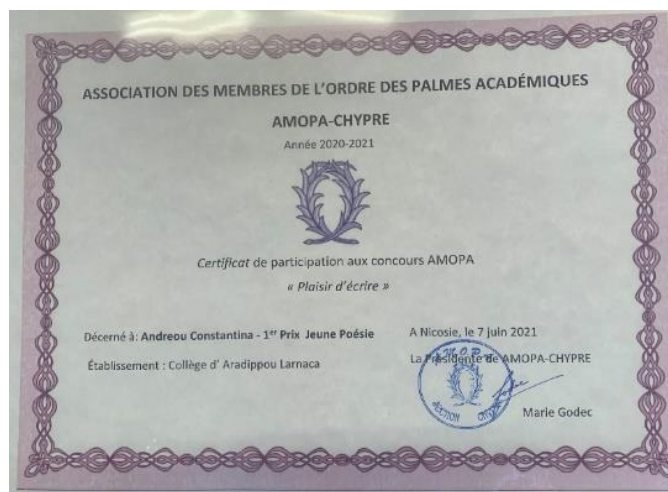 ASSOCIATION DES MEMBRES DE L'ORDRE DES PALMES ACADÉMIQUES
AMOPA-CHYPRE
Année 2020-2021
Certificat de participation aux concours AMOPA
« Plaisir d'écrire »
Décerné à: Andreou Constantina - 1er Prix Jeune Poésie
Établissement : Collège d' Aradippou Larnaca
A Nicosie, le 7 juin 2021
La Présidente de AMOPA-CHYPRE
A.M.O.P.A
SECTION
Marie Godec